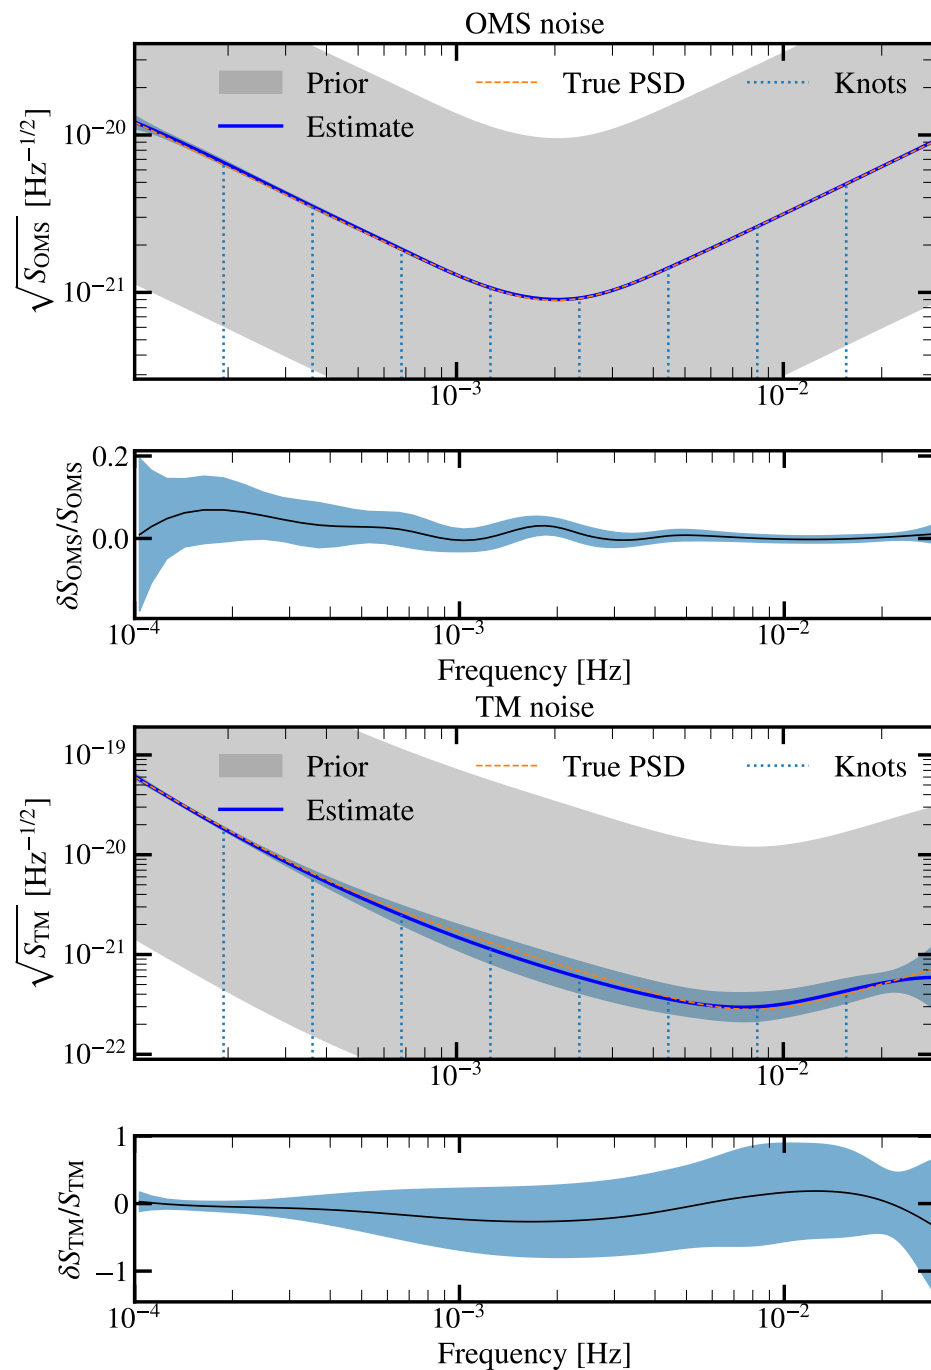 OMS noise
Prior
True PSD
Knots
Estimate
√S_OMS [Hz^−1/2]
10^−20
10^−21
10^−3
10^−2
δS_OMS/S_OMS
0.2
0.0
10^−4
10^−3
10^−2
Frequency [Hz]
TM noise
Prior
True PSD
Knots
Estimate
√S_TM [Hz^−1/2]
10^−19
10^−20
10^−21
10^−22
10^−3
10^−2
δS_TM/S_TM
1
0
−1
10^−4
10^−3
10^−2
Frequency [Hz]